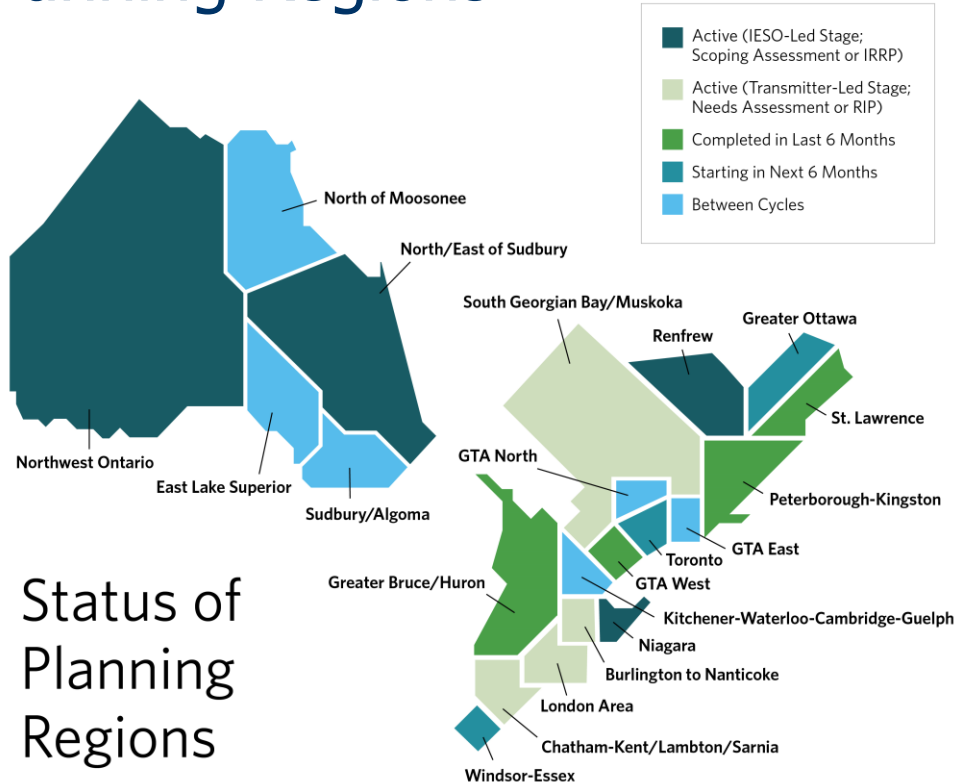 Active (IESO-Led Stage;
Scoping Assessment or IRRP)
Active (Transmitter-Led Stage;
Needs Assessment or RIP)
Completed in Last 6 Months
Starting in Next 6 Months
Between Cycles
North of Moosonee
North/East of Sudbury
South Georgian Bay/Muskoka
Greater Ottawa
Renfrew
St. Lawrence
GTA North
Northwest Ontario
East Lake Superior
Peterborough-Kingston
Sudbury/Algoma
GTA East
Toronto
GTA West
Greater Bruce/Huron
Kitchener-Waterloo-Cambridge-Guelph
Niagara
Burlington to Nanticoke
London Area
Chatham-Kent/Lambton/Sarnia
Windsor-Essex
Status of
Planning
Regions